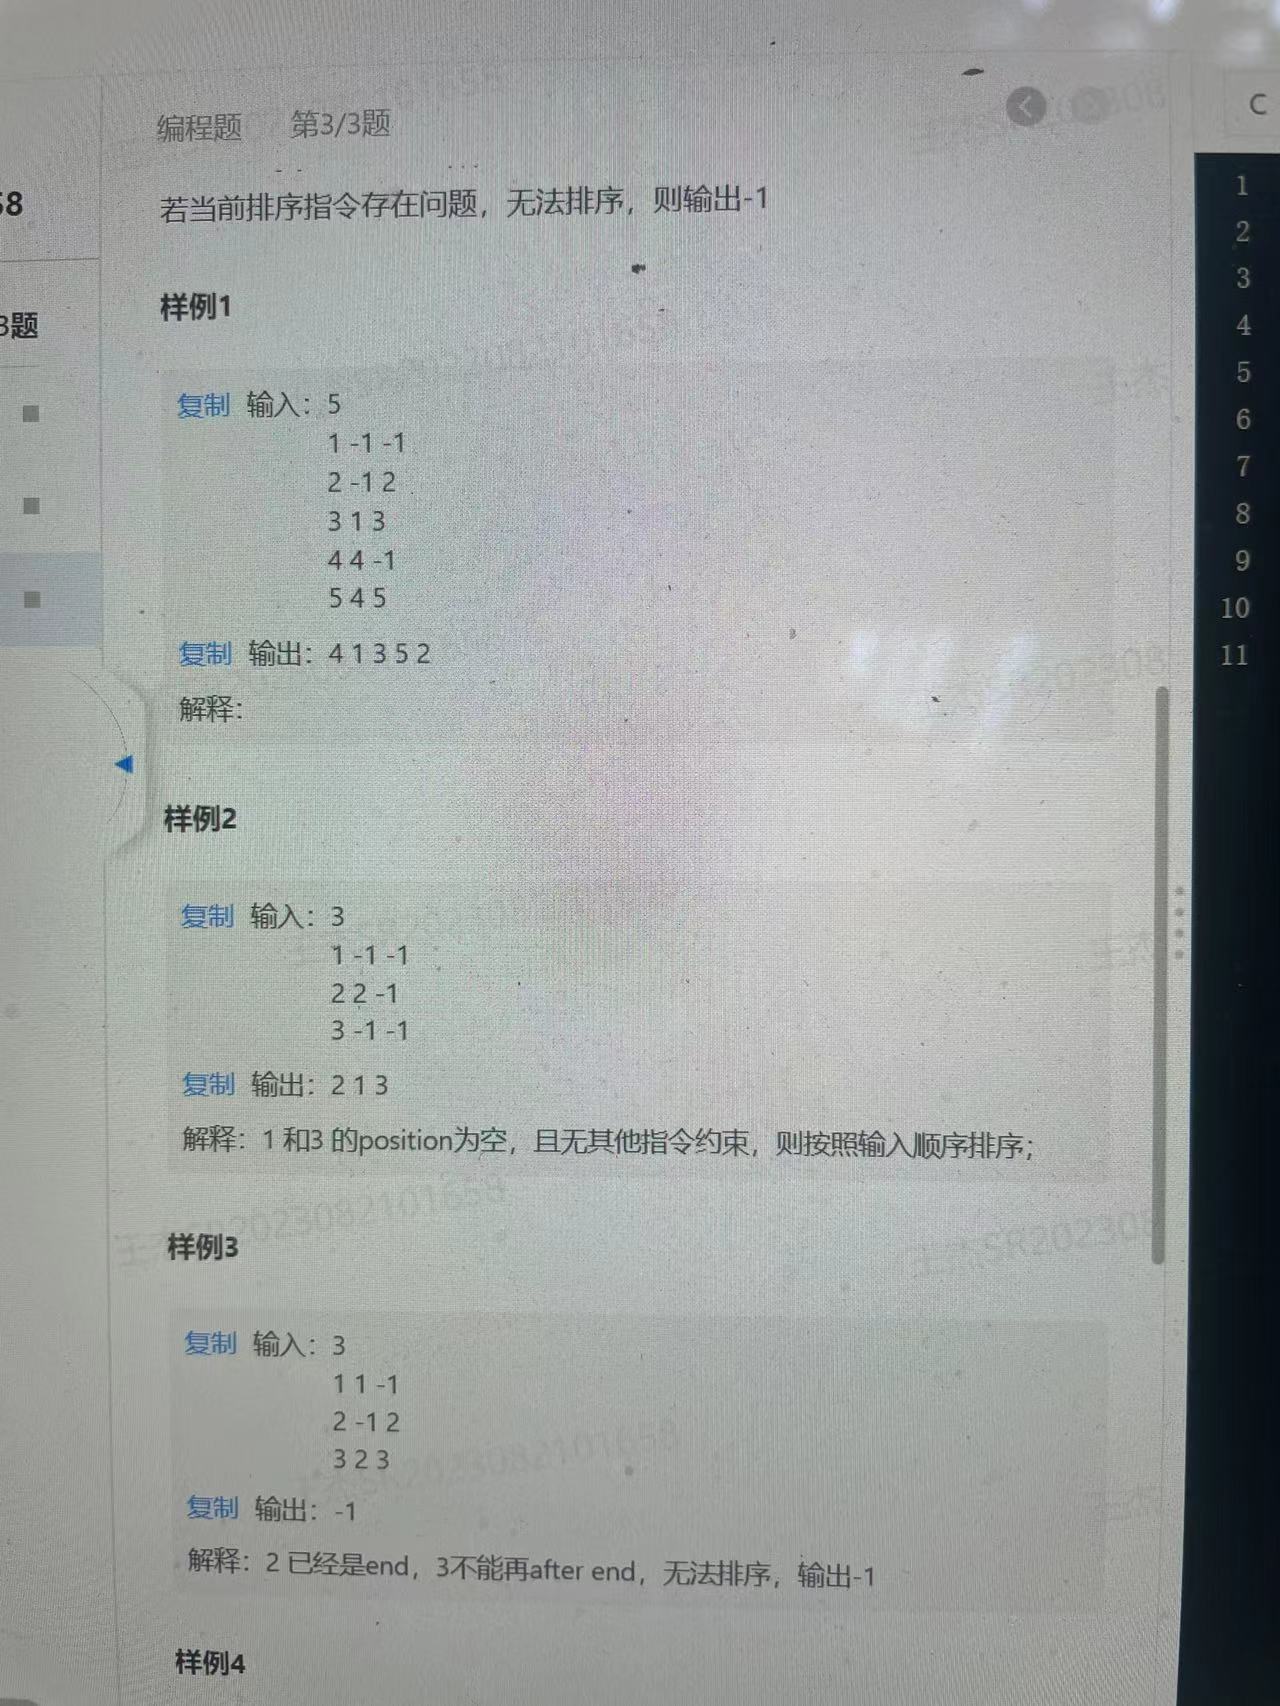 编程题 第3/3题
C
若当前排序指令存在问题，无法排序，则输出-1
58
3题
样例1
复制 输入：5
1 -1 -1
2 -1 2
3 1 3
4 4 -1
5 4 5
复制 输出：4 1 3 5 2
解释：
样例2
复制 输入：3
1 -1 -1
2 2 -1
3 -1 -1
复制 输出：2 1 3
解释：1 和3 的position为空，且无其他指令约束，则按照输入顺序排序；
样例3
复制 输入：3
1 1 -1
2 -1 2
3 2 3
复制 输出：-1
解释：2 已经是end，3不能再after end，无法排序，输出-1
样例4
1
2
3
4
5
6
7
8
9
10
11